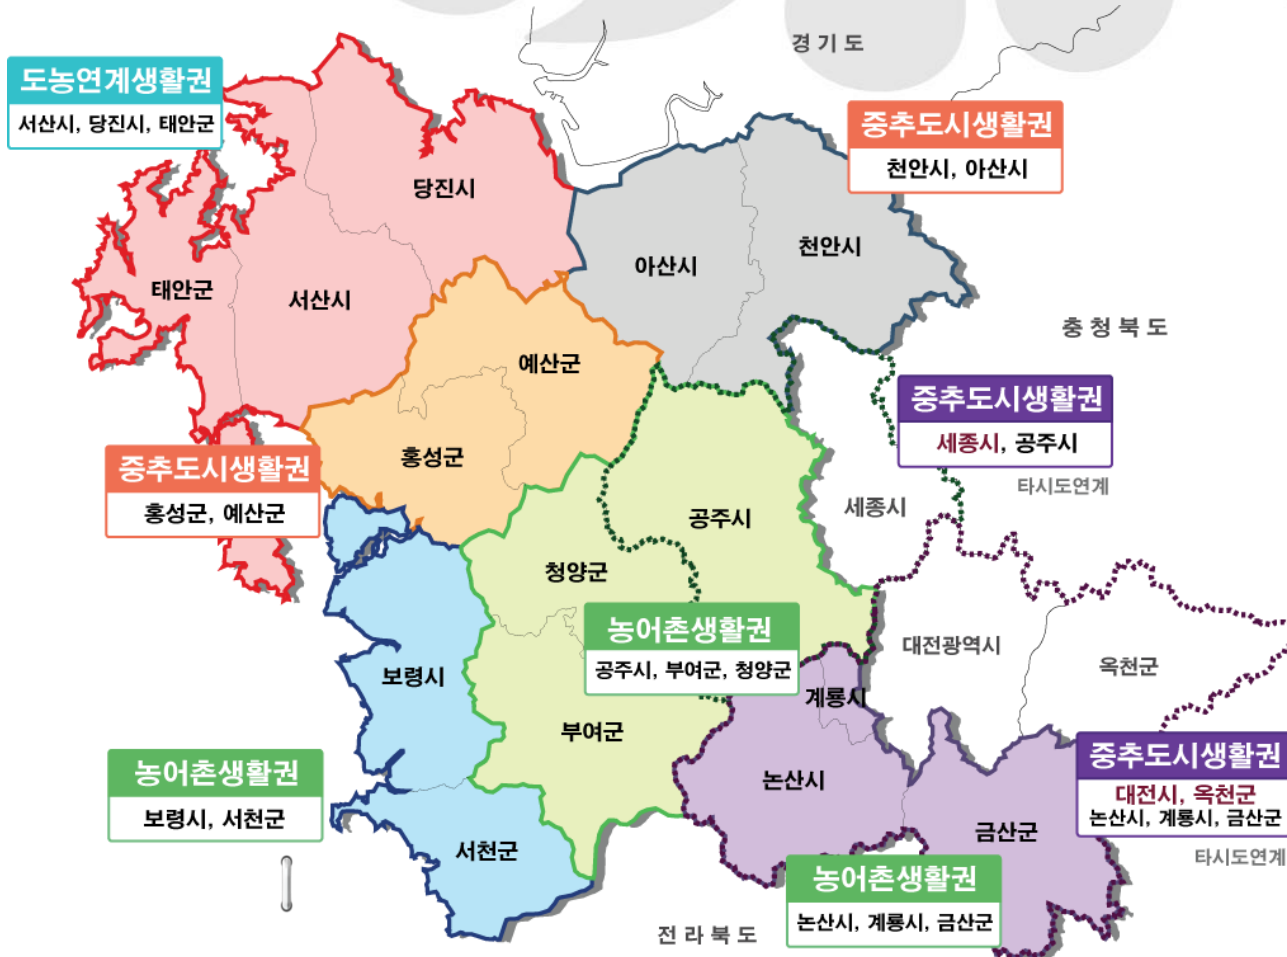 경기도
도농연계생활권
서산시, 당진시, 태안군
중추도시생활권
천안시, 아산시
당진시
아산시
천안시
태안군
서산시
충청북도
예산군
중추도시생활권
세종시, 공주시
타시도연계
홍성군
중추도시생활권
홍성군, 예산군
세종시
공주시
청양군
농어촌생활권
공주시, 부여군, 청양군
대전광역시
옥천군
보령시
계룡시
부여군
중추도시생활권
대전시, 옥천군
논산시, 계룡시, 금산군
타시도연계
농어촌생활권
보령시, 서천군
논산시
금산군
서천군
농어촌생활권
논산시, 계룡시, 금산군
전라북도